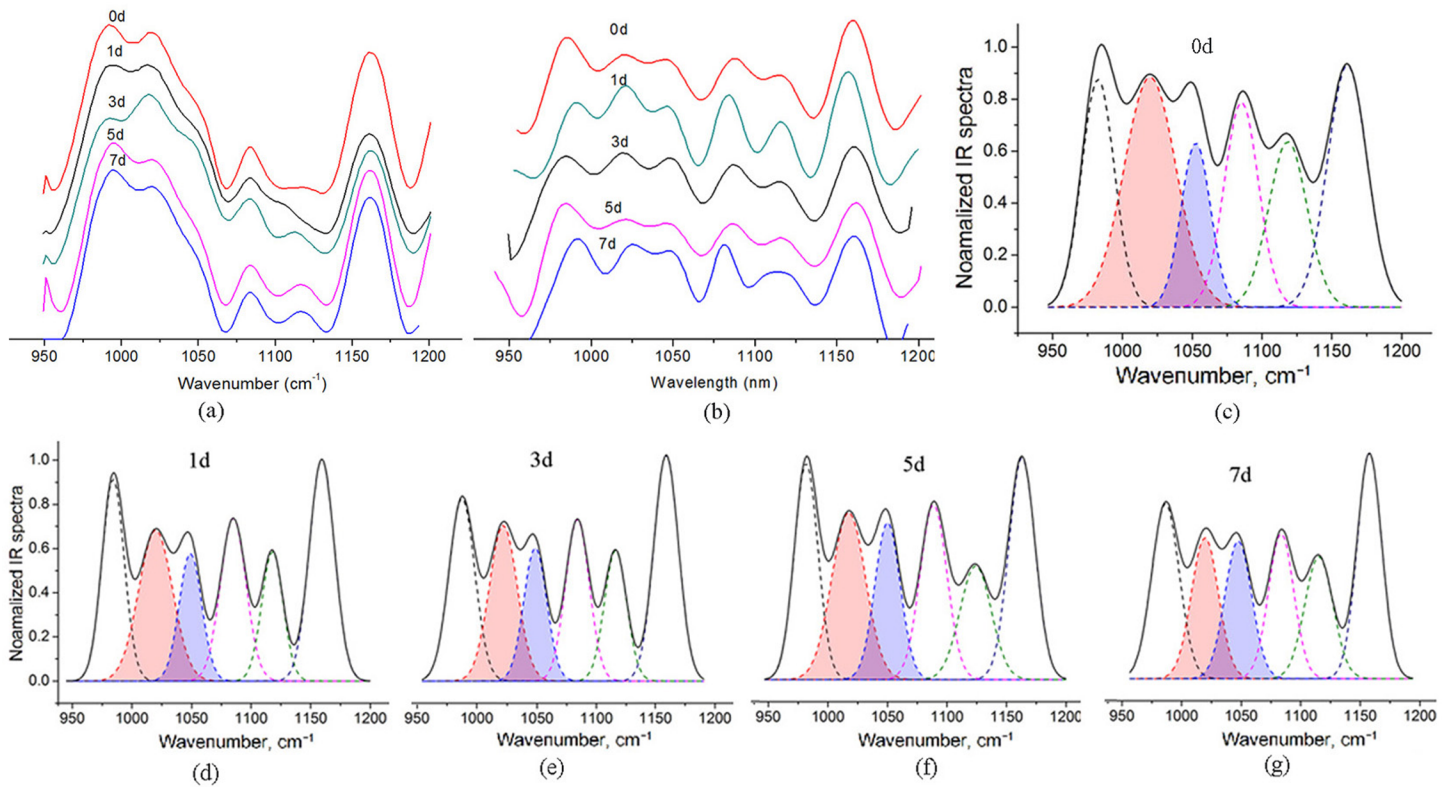 0d
1d
3d
5d
7d
950 1000 1050 1100 1150 1200
Wavenumber (cm⁻¹)
(a)
0d
1d
3d
5d
7d
950 1000 1050 1100 1150 1200
Wavelength (nm)
(b)
0d
Noamalized IR spectra
1.0
0.8
0.6
0.4
0.2
0.0
950 1000 1050 1100 1150 1200
Wavenumber, cm⁻¹
(c)
1d
Noamalized IR spectra
1.0
0.8
0.6
0.4
0.2
0.0
950 1000 1050 1100 1150 1200
Wavenumber, cm⁻¹
(d)
3d
950 1000 1050 1100 1150 1200
Wavenumber, cm⁻¹
(e)
5d
950 1000 1050 1100 1150 1200
Wavenumber, cm⁻¹
(f)
7d
950 1000 1050 1100 1150 1200
Wavenumber, cm⁻¹
(g)